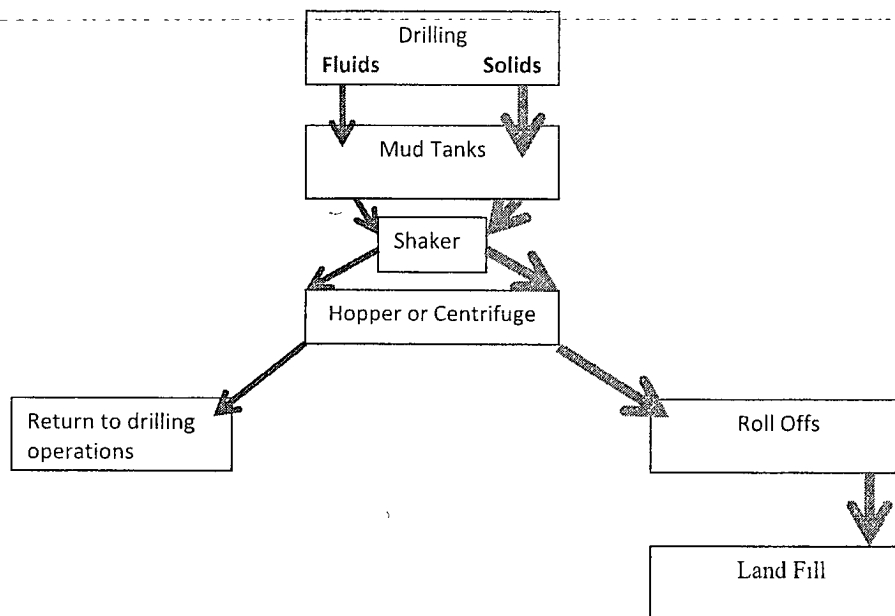 Drilling
Fluids Solids
Mud Tanks
Shaker
Hopper or Centrifuge
Return to drilling
operations
Roll Offs
Land Fill